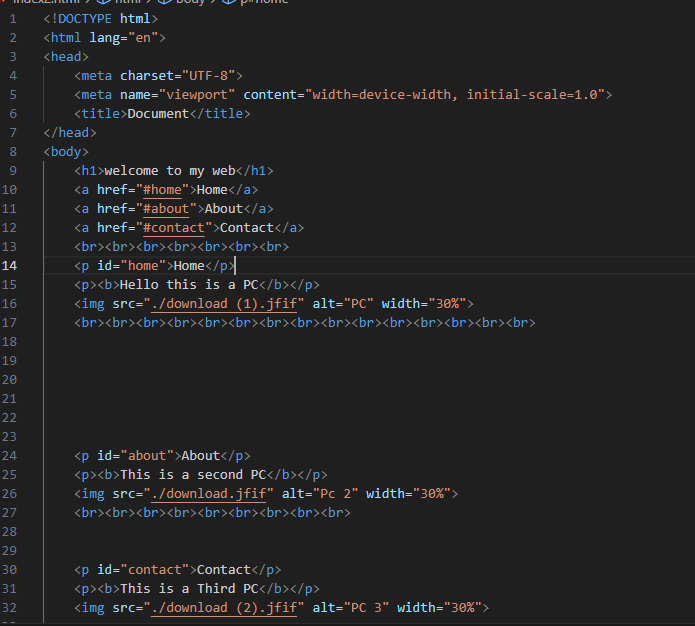 index2.html > html > body > p#home
1 <!DOCTYPE html>
2 <html lang="en">
3 <head>
4     <meta charset="UTF-8">
5     <meta name="viewport" content="width=device-width, initial-scale=1.0">
6     <title>Document</title>
7 </head>
8 <body>
9     <h1>welcome to my web</h1>
10     <a href="#home">Home</a>
11     <a href="#about">About</a>
12     <a href="#contact">Contact</a>
13     <br><br><br><br><br><br><br>
14     <p id="home">Home</p>
15     <p><b>Hello this is a PC</b></p>
16     <img src="./download (1).jfif" alt="PC" width="30%">
17     <br><br><br><br><br><br><br><br><br><br><br><br><br><br><br>
18
19
20
21
22
23
24     <p id="about">About</p>
25     <p><b>This is a second PC</b></p>
26     <img src="./download.jfif" alt="Pc 2" width="30%">
27     <br><br><br><br><br><br><br><br><br>
28
29
30     <p id="contact">Contact</p>
31     <p><b>This is a Third PC</b></p>
32     <img src="./download (2).jfif" alt="PC 3" width="30%">